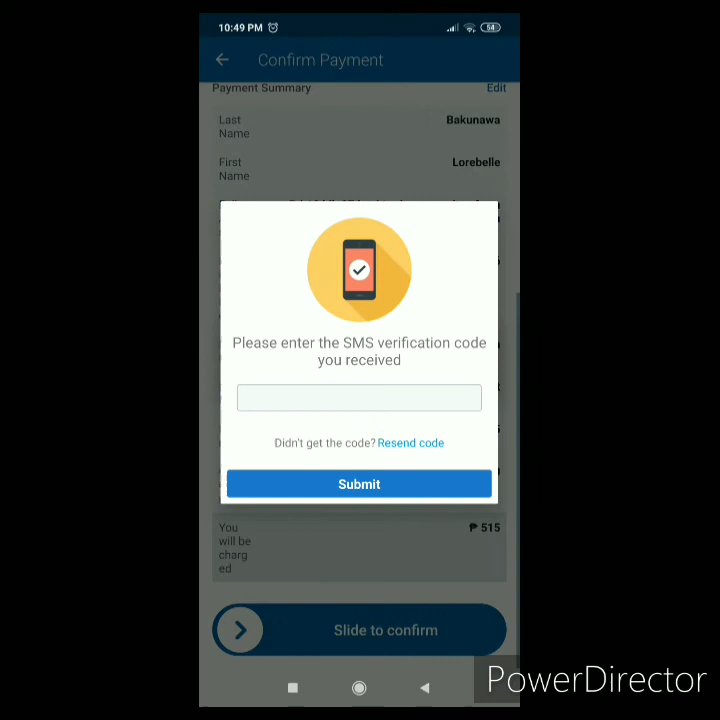 10:49 PM
54
Confirm Payment
Payment Summary
Edit
Last
Name
Bakunawa
First
Name
Lorebelle
Please enter the SMS verification code
you received
Didn't get the code? Resend code
Submit
You
will be
charg
ed
₱ 515
Slide to confirm
PowerDirector